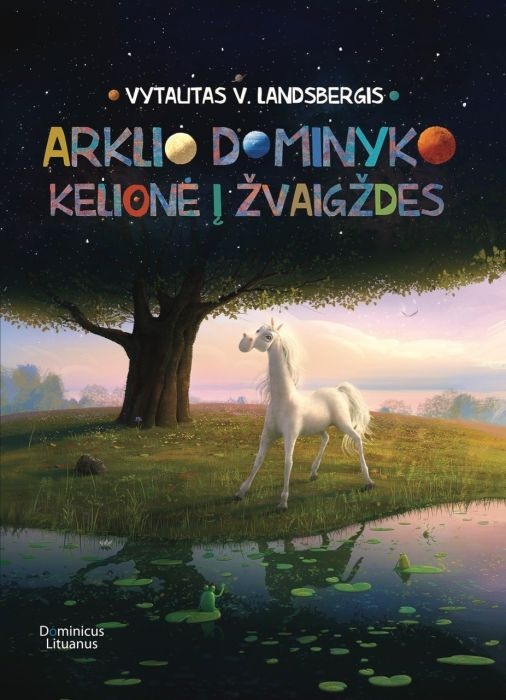 VYTAUTAS V. LANDSBERGIS
ARKLIO DOMINYKO
KELIONĖ Į ŽVAIGŽDES
Dominicus
Lituanus